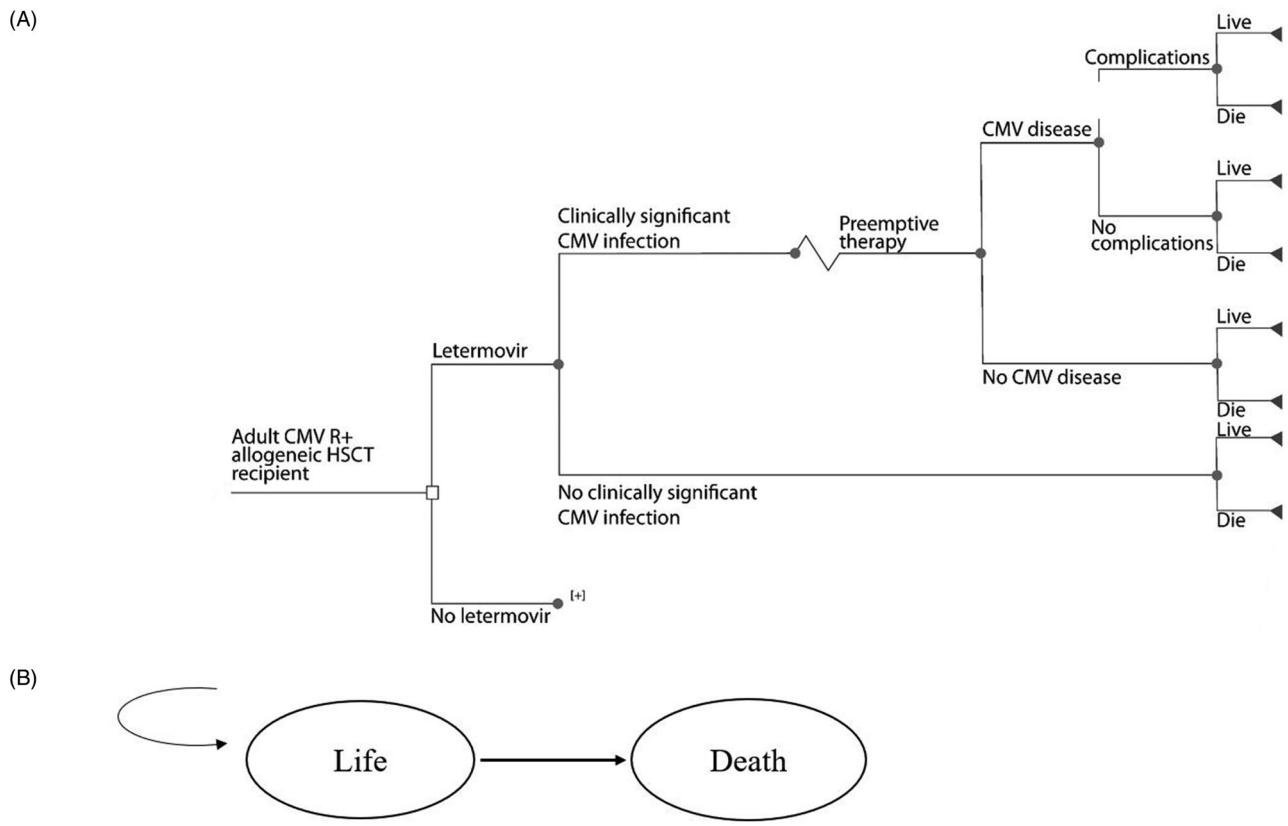 (A)
Live
Complications
Die
CMV disease
Live
No
complications
Die
Clinically significant
CMV infection
Preemptive
therapy
Live
Letermovir
No CMV disease
Die
Live
Adult CMV R+
allogeneic HSCT
recipient
No clinically significant
CMV infection
Die
[+]
No letermovir
(B)
Life
Death